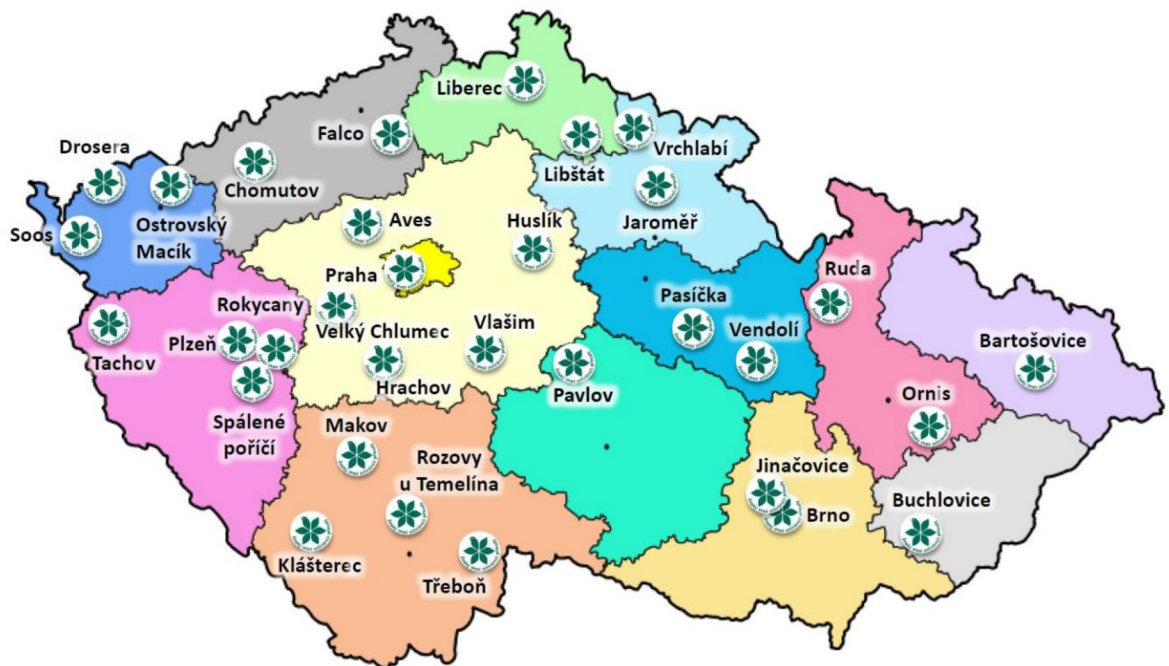 Liberec
Falco
Vrchlabí
Drosera
Libštát
Chomutov
Ostrovský
Macík
Soos
Aves
Huslík
Jaroměř
Praha
Ruda
Rokycany
Pasíčka
Velký Chlumec
Vlašim
Vendolí
Plzeň
Tachov
Bartošovice
Hrachov
Pavlov
Ornis
Spálené
poříčí
Makov
Rozovy
u Temelína
Jinačovice
Buchlovice
Brno
Klášterec
Třeboň